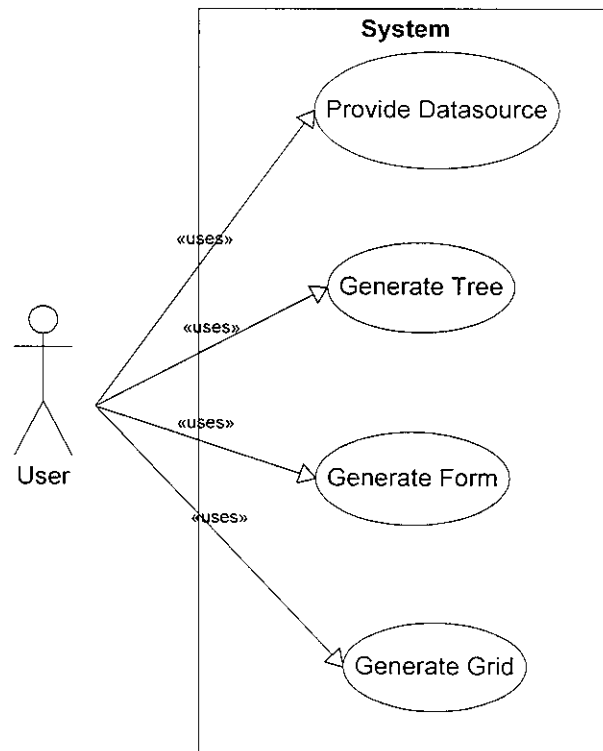 System
Provide Datasource
«uses»
Generate Tree
«uses»
User
«uses»
Generate Form
«uses»
Generate Grid